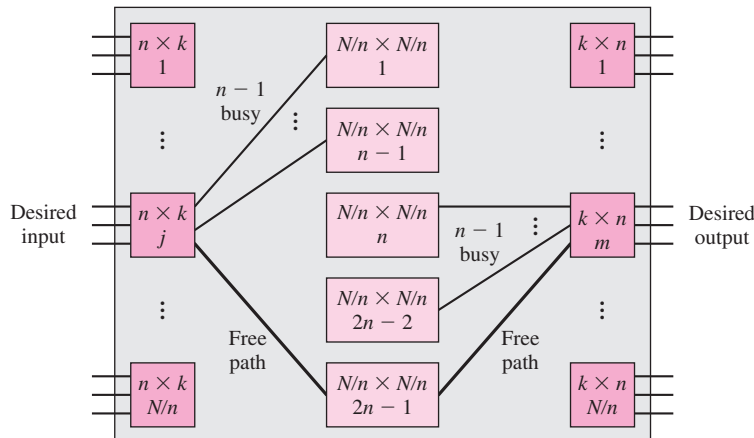 n × k
1
N/n × N/n
1
k × n
1
n − 1
busy
⋮
N/n × N/n
n − 1
⋮
⋮
Desired
input
n × k
j
N/n × N/n
n
n − 1
busy
⋮
k × n
m
Desired
output
N/n × N/n
2n − 2
⋮
⋮
Free
path
Free
path
n × k
N/n
N/n × N/n
2n − 1
k × n
N/n